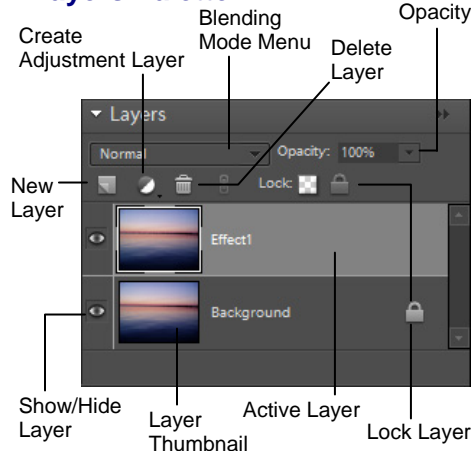 Blending
Mode Menu
Opacity
Create
Adjustment Layer
Delete
Layer
Layers
Normal
Opacity: 100%
New
Layer
Lock:
Effect1
Background
Show/Hide
Layer
Layer
Thumbnail
Active Layer
Lock Layer